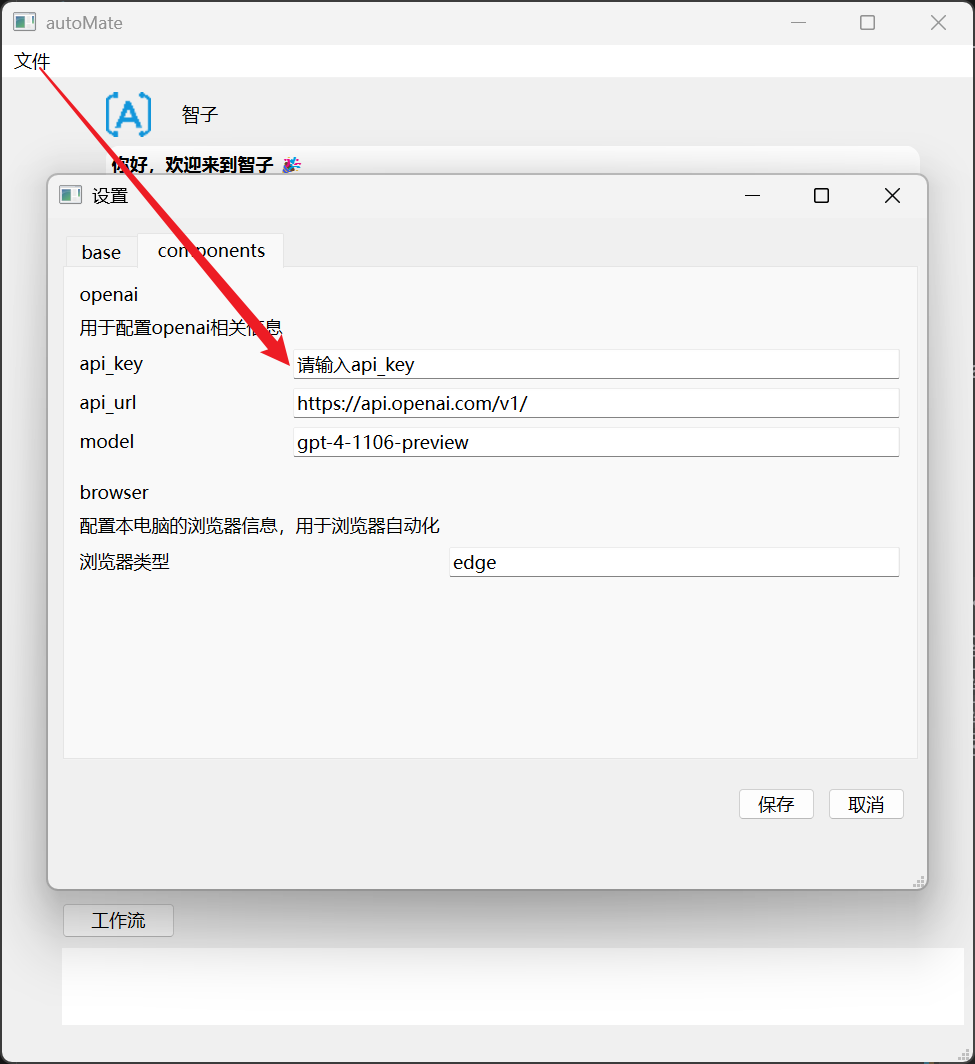 autoMate
文件
智子
你好，欢迎来到智子 🎉
设置
base components
openai
用于配置openai相关信息
api_key 请输入api_key
api_url https://api.openai.com/v1/
model gpt-4-1106-preview
browser
配置本电脑的浏览器信息，用于浏览器自动化
浏览器类型 edge
保存 取消
工作流